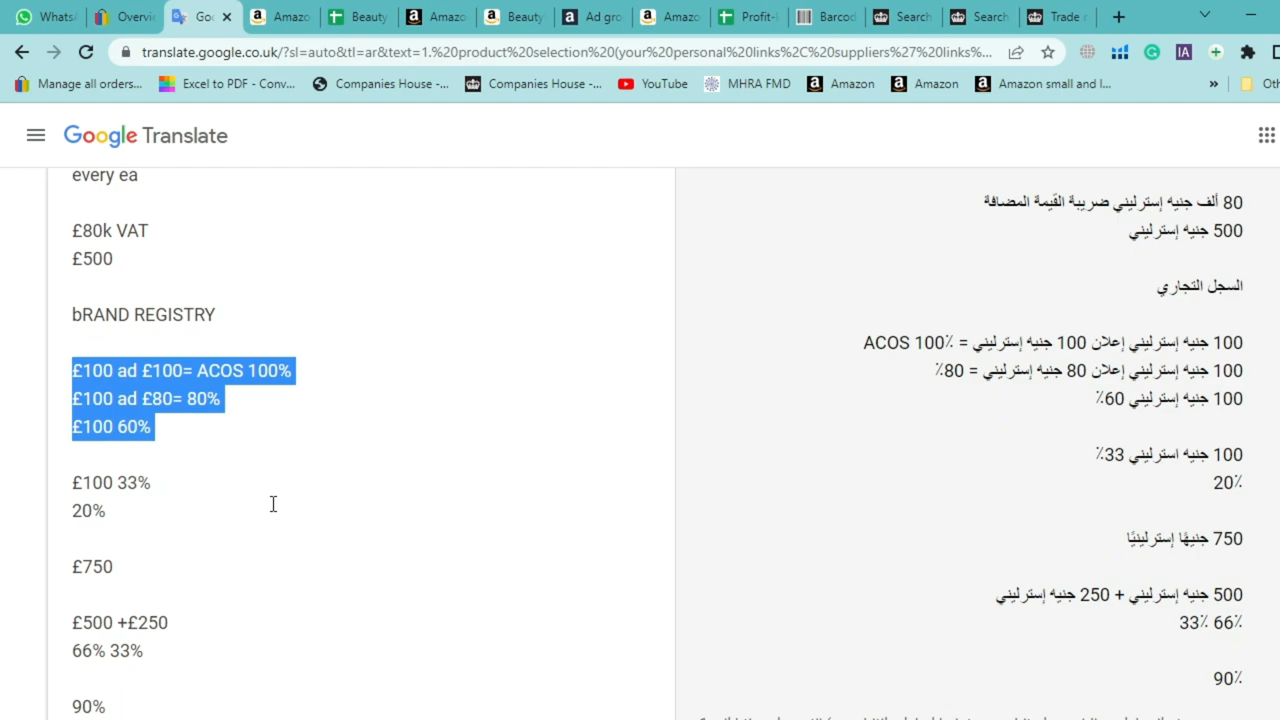 WhatsA
Overvi
Goo
Amazo
Beauty
Amazo
Beauty
Ad gro
Amazo
Profit-l
Barcod
Search
Search
Trade r
translate.google.co.uk/?sl=auto&tl=ar&text=1.%20product%20selection%20(your%20personal%20links%2C%20suppliers%27%20links%...
Manage all orders...
Excel to PDF - Conv...
Companies House -...
Companies House -...
YouTube
MHRA FMD
Amazon
Amazon
Amazon small and l...
»
Oth
Google Translate
every ea
£80k VAT
£500
bRAND REGISTRY
£100 ad £100= ACOS 100%
£100 ad £80= 80%
£100 60%
£100 33%
20%
£750
£500 +£250
66% 33%
90%
80 ألف جنيه إسترليني ضريبة القيمة المضافة
500 جنيه إسترليني
السجل التجاري
100 جنيه إسترليني إعلان 100 جنيه إسترليني = ACOS 100٪
100 جنيه إسترليني إعلان 80 جنيه إسترليني = 80٪
100 جنيه إسترليني 60٪
100 جنيه استرليني 33٪
20٪
750 جنيهًا إسترلينيًا
500 جنيه إسترليني + 250 جنيه إسترليني
66٪ 33٪
90٪